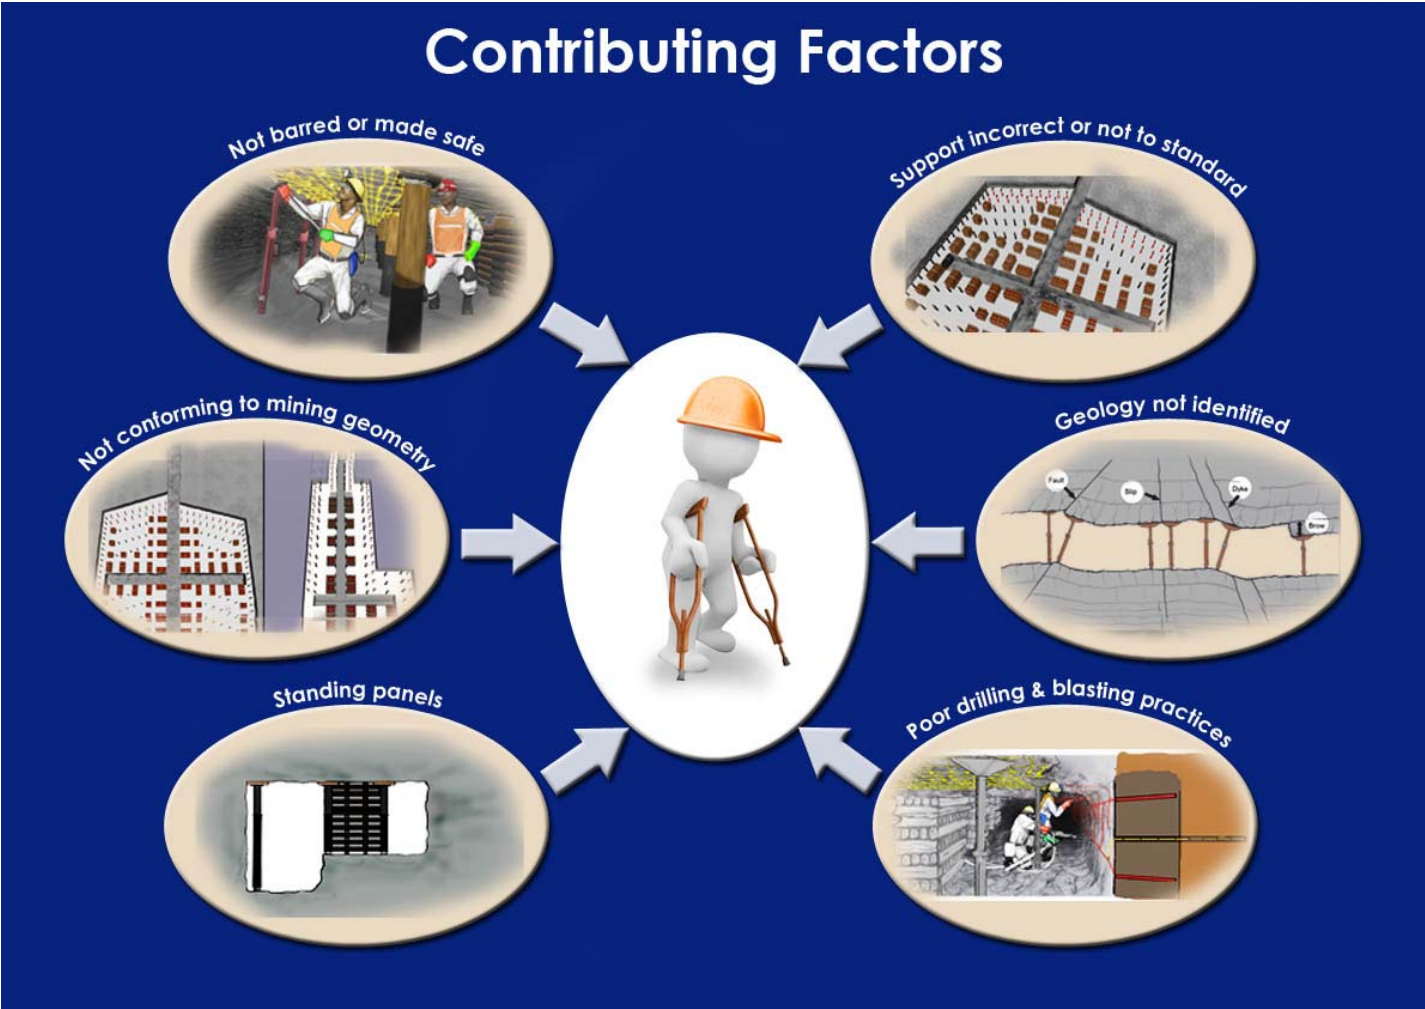 Contributing Factors
Not barred or made safe
Support incorrect or not to standard
Not conforming to mining geometry
Geology not identified
Fault
Slip
Dyke
Brow
Standing panels
Poor drilling & blasting practices